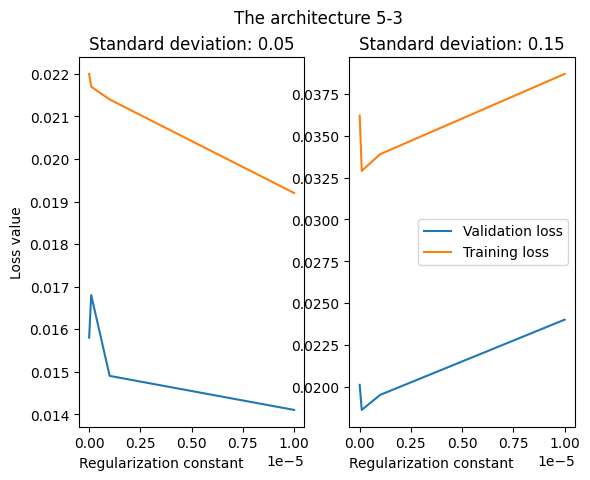 The architecture 5-3
Standard deviation: 0.05
Standard deviation: 0.15
Loss value
0.022
0.021
0.020
0.019
0.018
0.017
0.016
0.015
0.014
0.00 0.25 0.50 0.75 1.00
1e−5
Regularization constant
0.0375
0.0350
0.0325
0.0300
0.0275
0.0250
0.0225
0.0200
Validation loss
Training loss
0.00 0.25 0.50 0.75 1.00
1e−5
Regularization constant